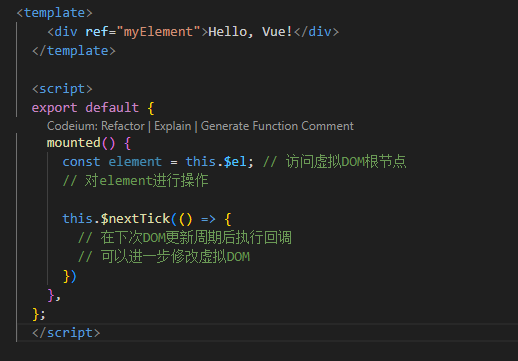 <template>
<div ref="myElement">Hello, Vue!</div>
</template>
<script>
export default {
Codeium: Refactor | Explain | Generate Function Comment
mounted() {
const element = this.$el; // 访问虚拟DOM根节点
// 对element进行操作
this.$nextTick(() => {
// 在下次DOM更新周期后执行回调
// 可以进一步修改虚拟DOM
})
},
};
</script>